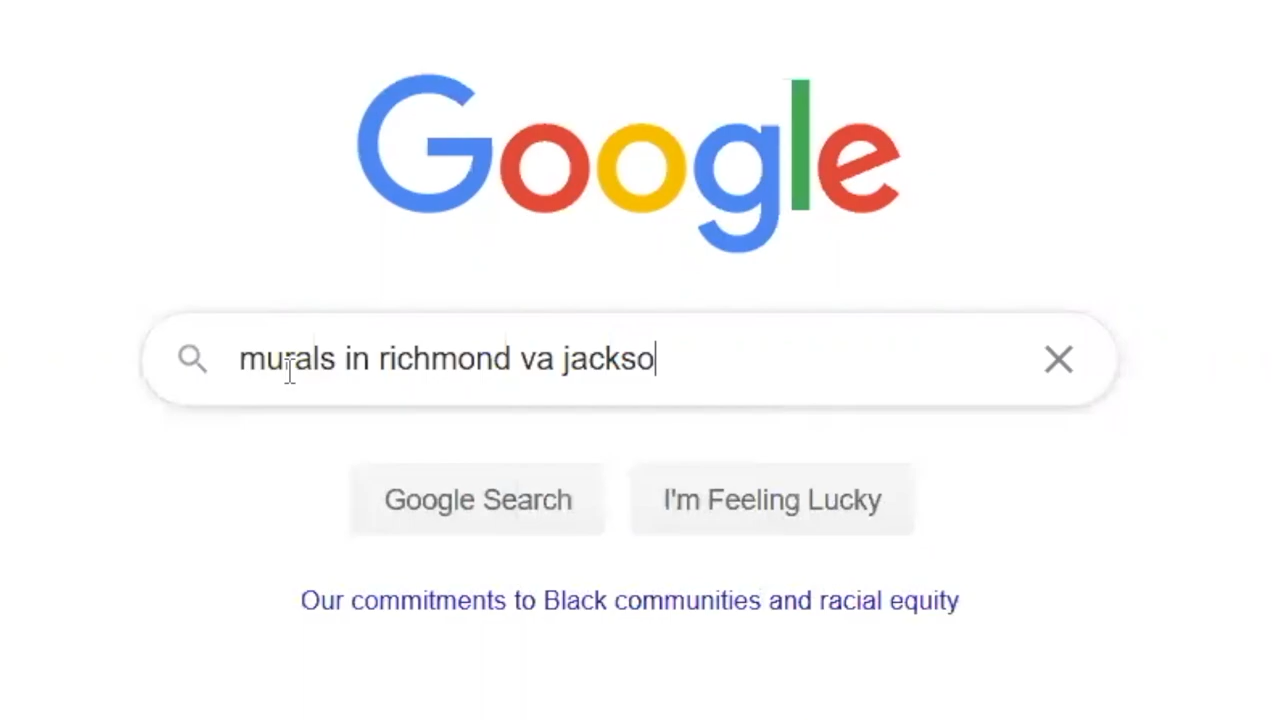 Google
murals in richmond va jackso
Google Search
I'm Feeling Lucky
Our commitments to Black communities and racial equity